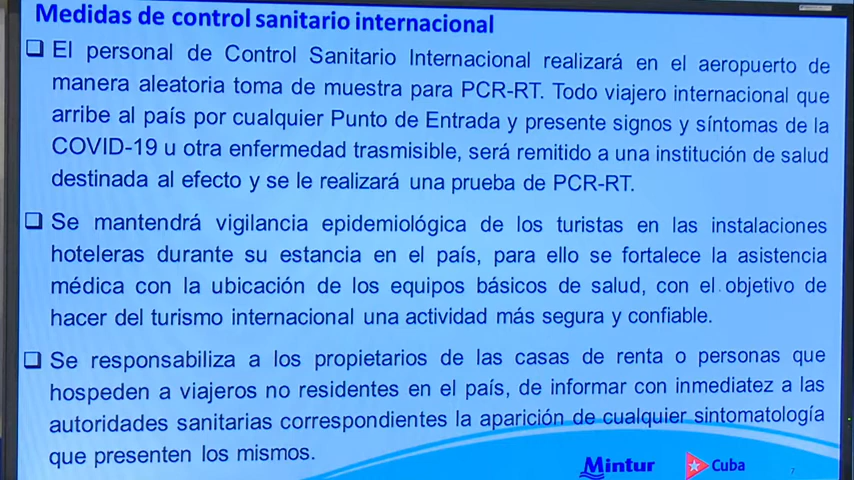 Medidas de control sanitario internacional
❑ El personal de Control Sanitario Internacional realizará en el aeropuerto de
manera aleatoria toma de muestra para PCR-RT. Todo viajero internacional que
arribe al país por cualquier Punto de Entrada y presente signos y síntomas de la
COVID-19 u otra enfermedad trasmisible, será remitido a una institución de salud
destinada al efecto y se le realizará una prueba de PCR-RT.
❑ Se mantendrá vigilancia epidemiológica de los turistas en las instalaciones
hoteleras durante su estancia en el país, para ello se fortalece la asistencia
médica con la ubicación de los equipos básicos de salud, con el objetivo de
hacer del turismo internacional una actividad más segura y confiable.
❑ Se responsabiliza a los propietarios de las casas de renta o personas que
hospeden a viajeros no residentes en el país, de informar con inmediatez a las
autoridades sanitarias correspondientes la aparición de cualquier sintomatología
que presenten los mismos.
Mintur Cuba 7